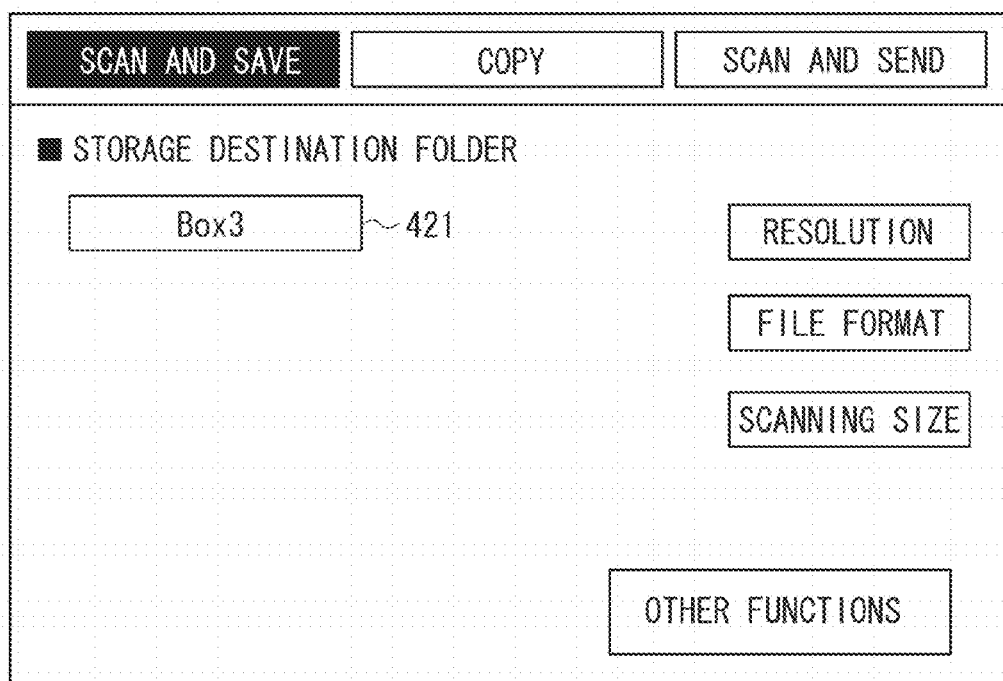 SCAN AND SAVE
COPY
SCAN AND SEND
■ STORAGE DESTINATION FOLDER
Box3
421
RESOLUTION
FILE FORMAT
SCANNING SIZE
OTHER FUNCTIONS